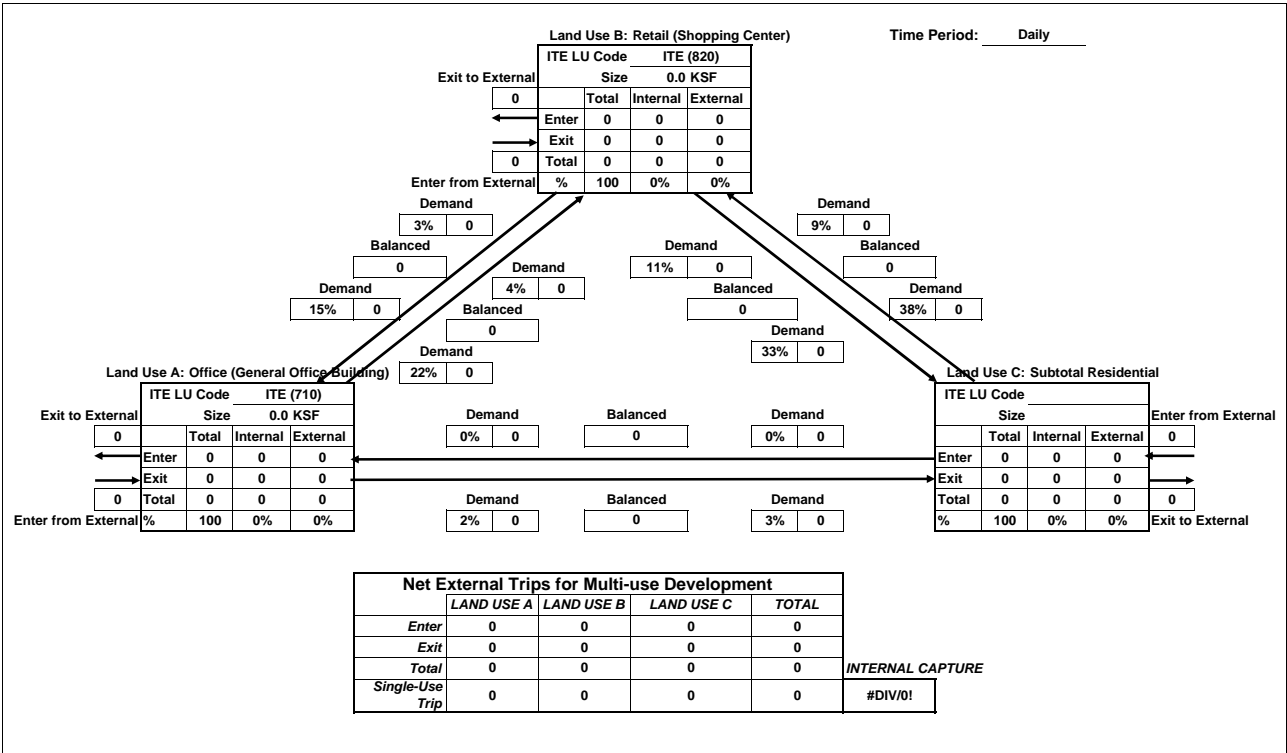 Land Use B: Retail (Shopping Center)
Time Period: Daily
ITE LU Code ITE (820)
Exit to External Size 0.0 KSF
0 Total Internal External
Enter 0 0 0
Exit 0 0 0
0 Total 0 0 0
Enter from External % 100 0% 0%
Demand Demand
3% 0 9% 0
Balanced Demand Balanced
0 Demand 11% 0 0
Demand 4% 0 Balanced Demand
15% 0 Balanced 0 38% 0
0 Demand
Demand 33% 0
Land Use A: Office (General Office Building) 22% 0 Land Use C: Subtotal Residential
ITE LU Code ITE (710) ITE LU Code
Exit to External Size 0.0 KSF Demand Balanced Demand Size Enter from External
0 Total Internal External 0% 0 0 0% 0 Total Internal External 0
Enter 0 0 0 Enter 0 0 0
Exit 0 0 0 Exit 0 0 0
0 Total 0 0 0 Demand Balanced Demand Total 0 0 0 0
Enter from External % 100 0% 0% 2% 0 0 3% 0 % 100 0% 0% Exit to External
Net External Trips for Multi-use Development
LAND USE A LAND USE B LAND USE C TOTAL
Enter 0 0 0 0
Exit 0 0 0 0
Total 0 0 0 0 INTERNAL CAPTURE
Single-Use
Trip 0 0 0 0 #DIV/0!